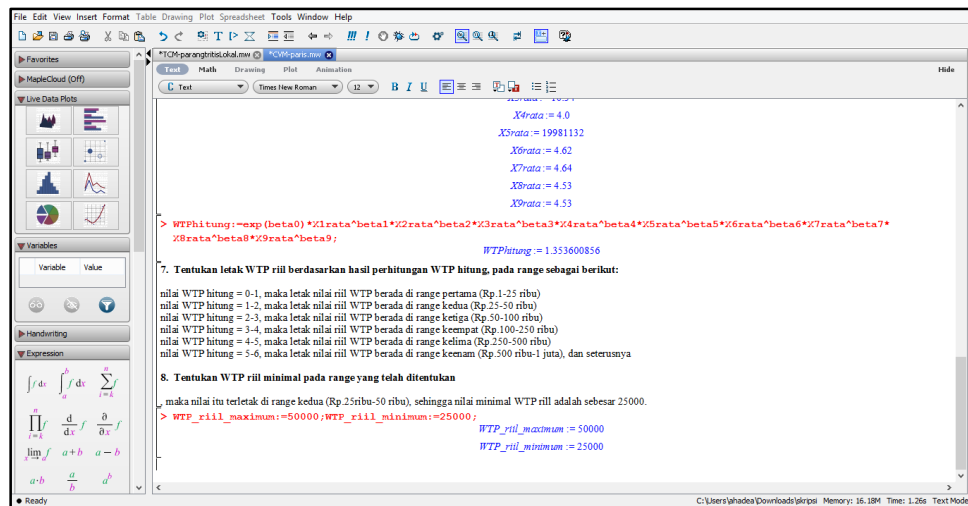 File Edit View Insert Format Table Drawing Plot Spreadsheet Tools Window Help
Favorites
MapleCloud (Off)
Live Data Plots
Variables
Variable Value
Handwriting
Expression
*TCM-parangtritisLokal.mw *CVM-paris.mw
Text Math Drawing Plot Animation Hide
C Text Times New Roman 12 B I U
X4rata := 4.0
X5rata := 19981132
X6rata := 4.62
X7rata := 4.64
X8rata := 4.53
X9rata := 4.53
> WTPhitung:=exp(beta0)*X1rata^beta1*X2rata^beta2*X3rata^beta3*X4rata^beta4*X5rata^beta5*X6rata^beta6*X7rata^beta7*
X8rata^beta8*X9rata^beta9;
WTPhitung := 1.353600856
7. Tentukan letak WTP riil berdasarkan hasil perhitungan WTP hitung, pada range sebagai berikut:
nilai WTP hitung = 0-1, maka letak nilai riil WTP berada di range pertama (Rp.1-25 ribu)
nilai WTP hitung = 1-2, maka letak nilai riil WTP berada di range kedua (Rp.25-50 ribu)
nilai WTP hitung = 2-3, maka letak nilai riil WTP berada di range ketiga (Rp.50-100 ribu)
nilai WTP hitung = 3-4, maka letak nilai riil WTP berada di range keempat (Rp.100-250 ribu)
nilai WTP hitung = 4-5, maka letak nilai riil WTP berada di range kelima (Rp.250-500 ribu)
nilai WTP hitung = 5-6, maka letak nilai riil WTP berada di range keenam (Rp.500 ribu-1 juta), dan seterusnya
8. Tentukan WTP riil minimal pada range yang telah ditentukan
, maka nilai itu terletak di range kedua (Rp.25ribu-50 ribu), sehingga nilai minimal WTP riil adalah sebesar 25000.
> WTP_riil_maximum:=50000;WTP_riil_minimum:=25000;
WTP_riil_maximum := 50000
WTP_riil_minimum := 25000
∫f dx ∫ₐᵇ f dx ∑ᵢ₌ₖⁿ f
∏ᵢ₌ₖⁿ f d/dx f ∂/∂x f
lim x→a f a+b a−b
a·b a/b aᵇ
Ready
C:\Users\ahadea\Downloads\skripsi Memory: 16.18M Time: 1.26s Text Mode